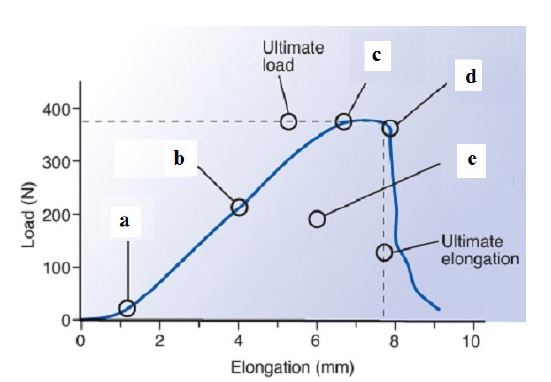 Ultimate
load
c
d
400
b
e
300
a
200
Load (N)
100
Ultimate
elongation
0
0 2 4 6 8 10
Elongation (mm)